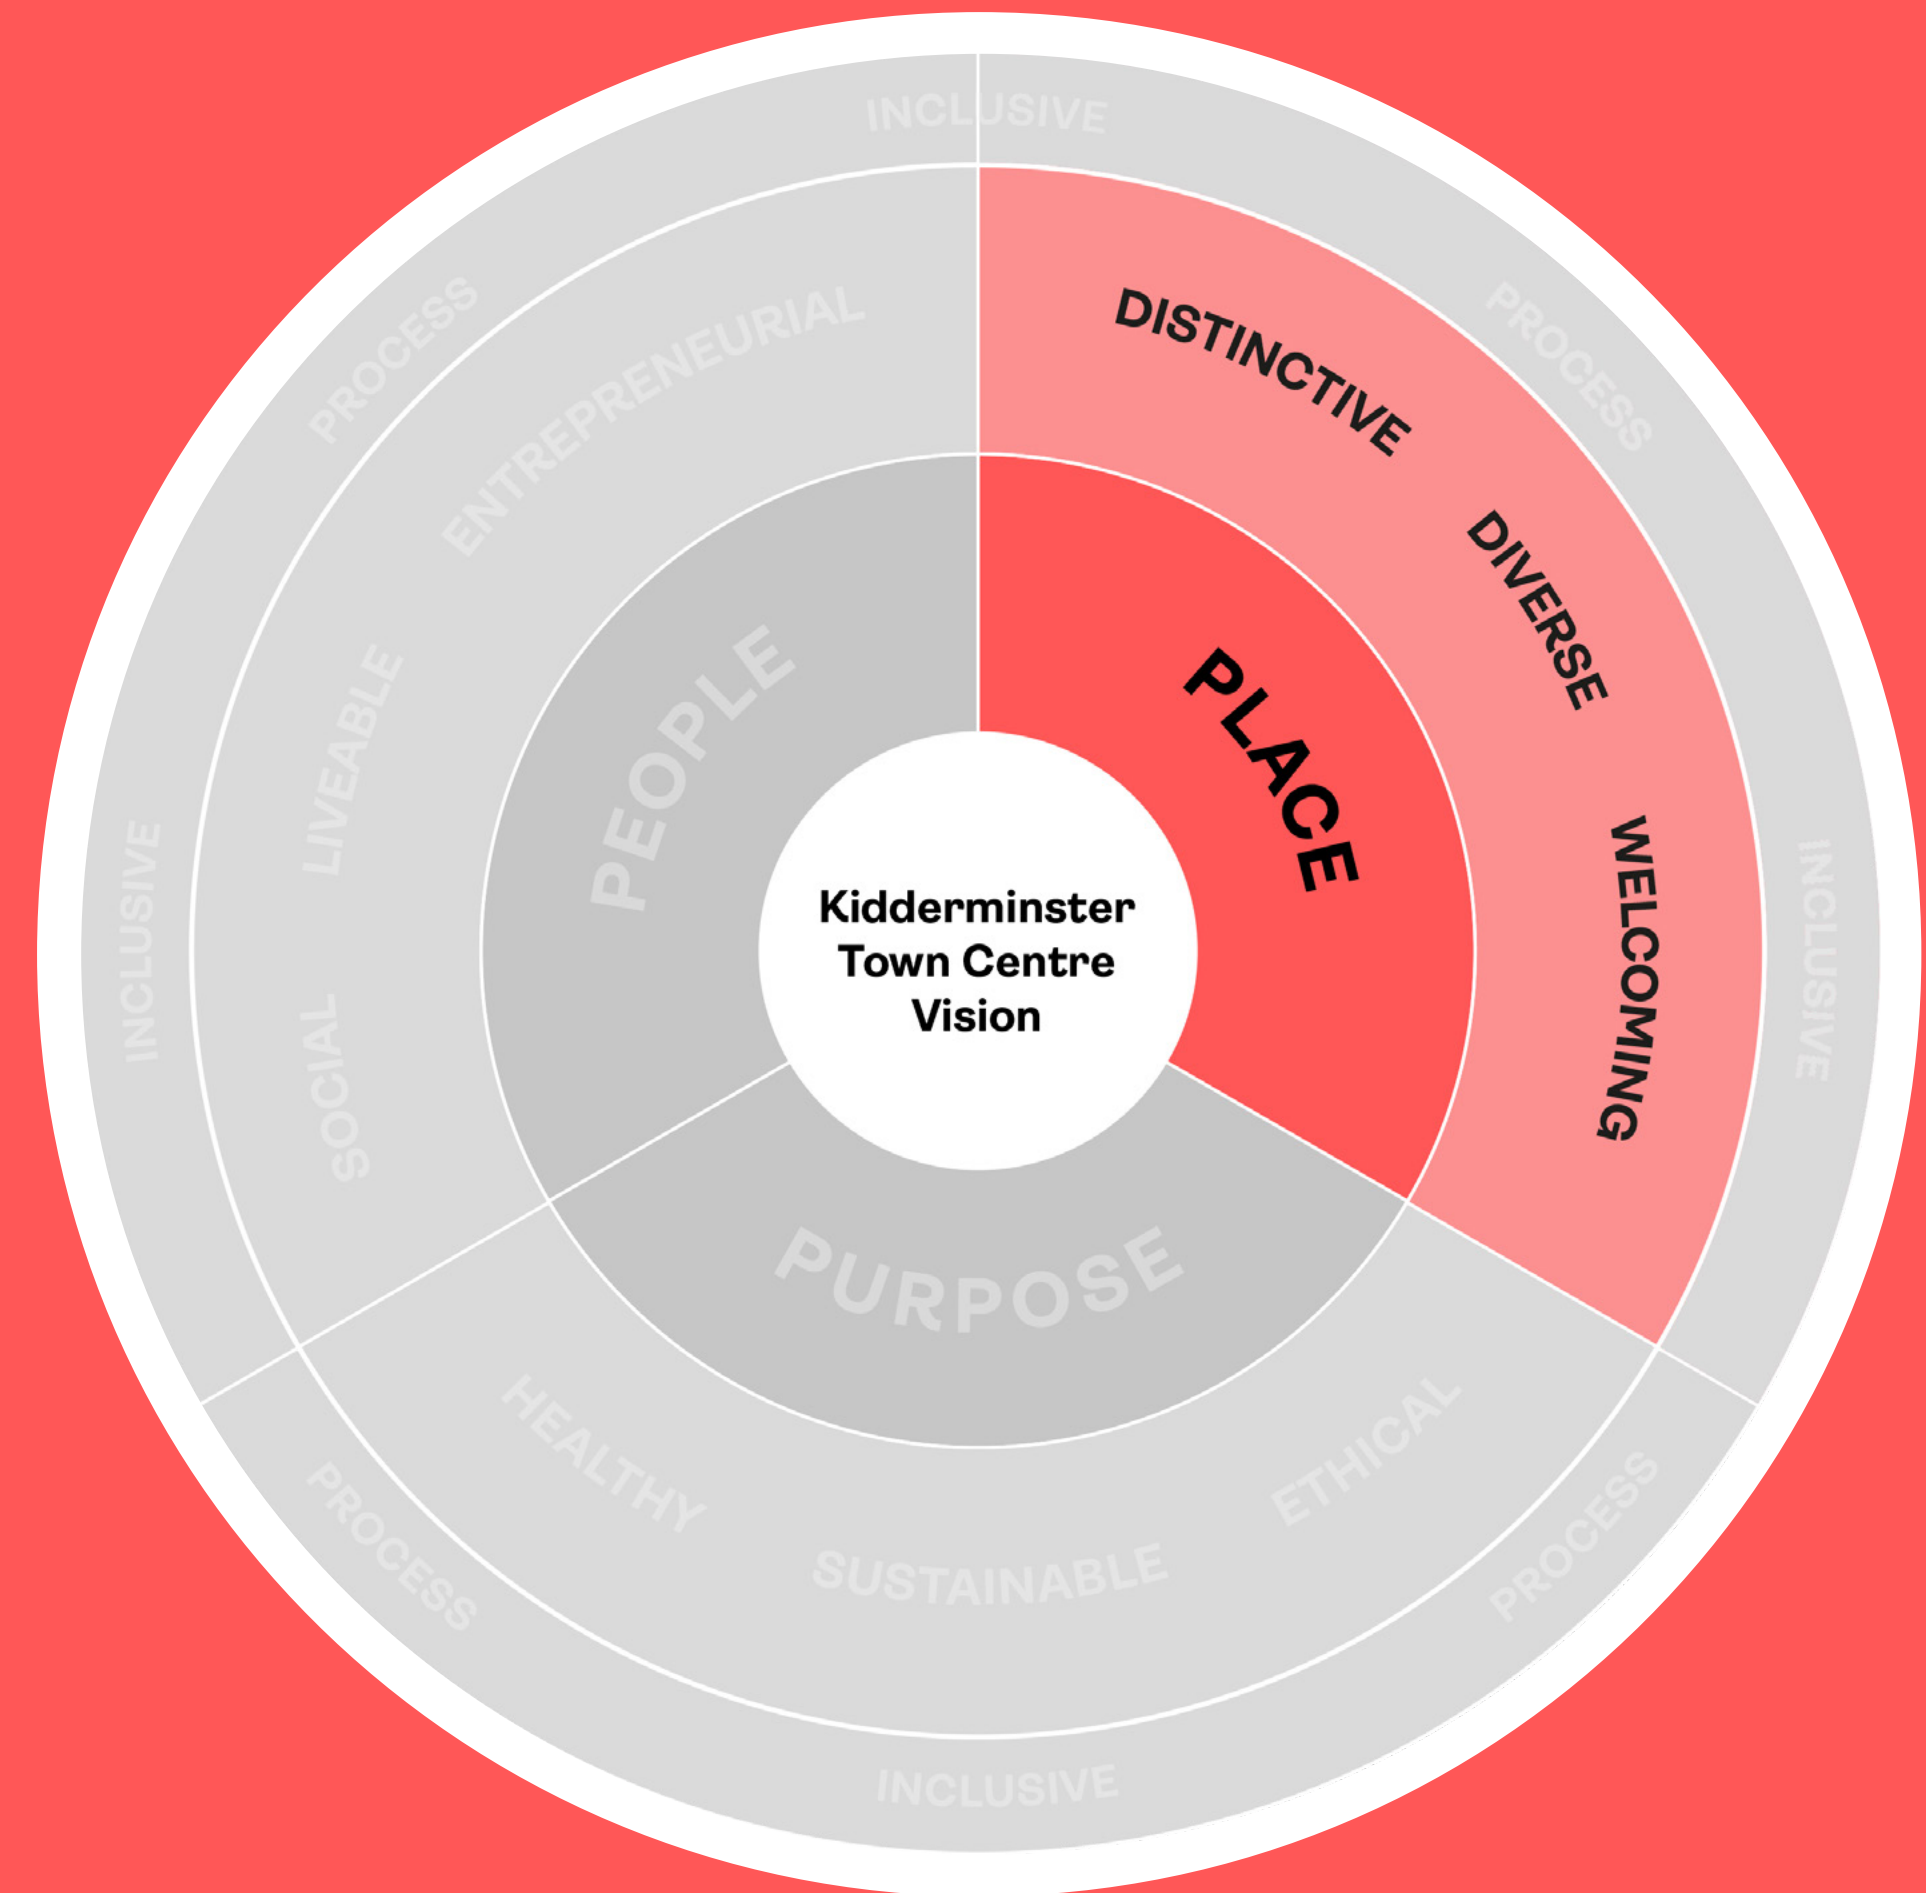 INCLUSIVE
PROCESS
PROCESS
ENTREPRENEURIAL
DISTINCTIVE
DIVERSE
LIVEABLE
PEOPLE
PLACE
WELCOMING
INCLUSIVE
INCLUSIVE
Kidderminster
Town Centre
Vision
SOCIAL
PURPOSE
HEALTHY
ETHICAL
SUSTAINABLE
PROCESS
PROCESS
INCLUSIVE